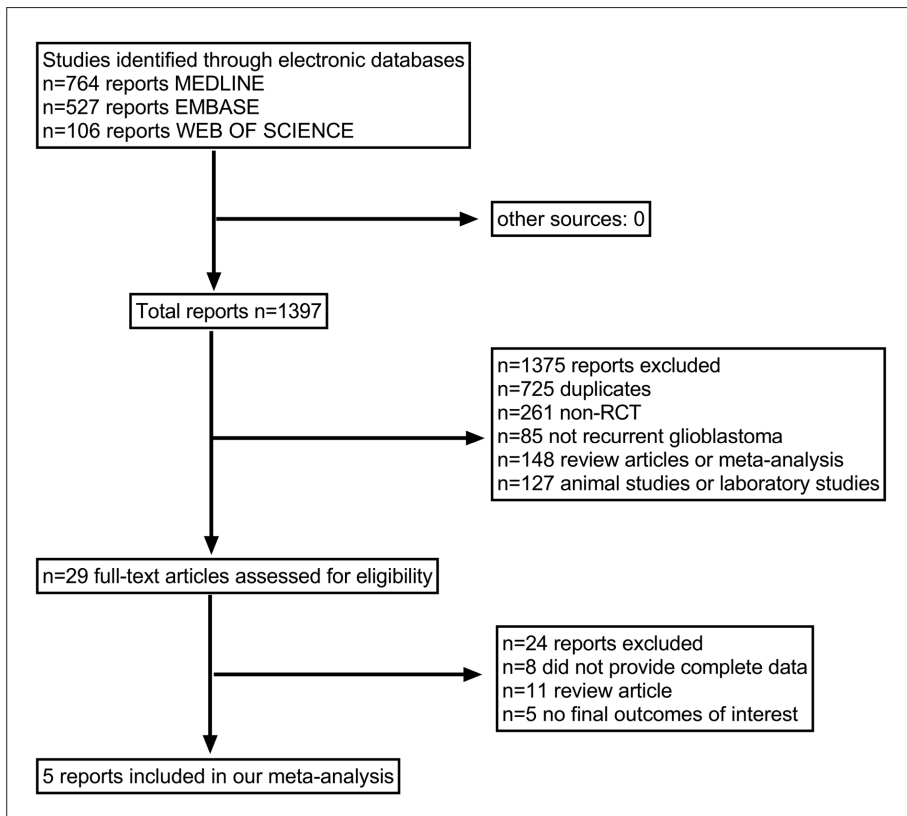 Studies identified through electronic databases
n=764 reports MEDLINE
n=527 reports EMBASE
n=106 reports WEB OF SCIENCE
other sources: 0
Total reports n=1397
n=1375 reports excluded
n=725 duplicates
n=261 non-RCT
n=85 not recurrent glioblastoma
n=148 review articles or meta-analysis
n=127 animal studies or laboratory studies
n=29 full-text articles assessed for eligibility
n=24 reports excluded
n=8 did not provide complete data
n=11 review article
n=5 no final outcomes of interest
5 reports included in our meta-analysis